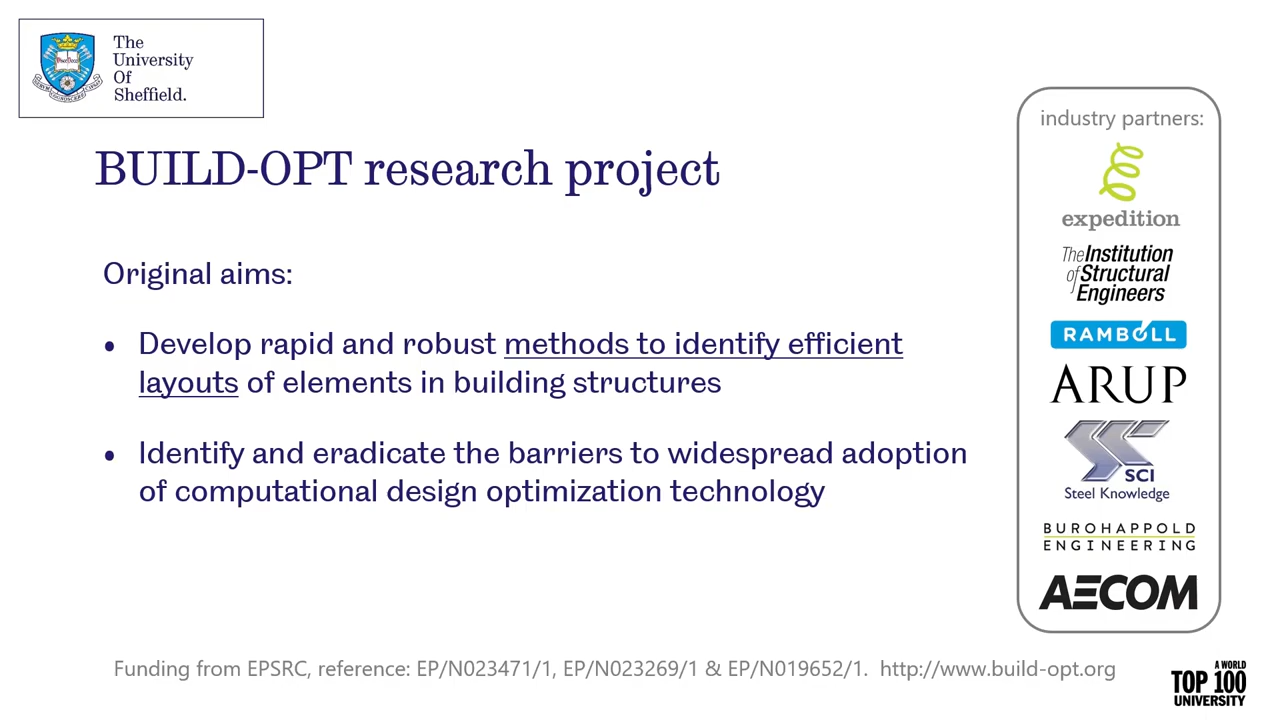 The
University
Of
Sheffield.
BUILD-OPT research project
Original aims:
• Develop rapid and robust methods to identify efficient
layouts of elements in building structures
• Identify and eradicate the barriers to widespread adoption
of computational design optimization technology
industry partners:
expedition
The Institution
of Structural
Engineers
RAMBOLL
ARUP
SCI
Steel Knowledge
BUROHAPPOLD
ENGINEERING
AECOM
Funding from EPSRC, reference: EP/N023471/1, EP/N023269/1 & EP/N019652/1. http://www.build-opt.org
A WORLD
TOP 100
UNIVERSITY